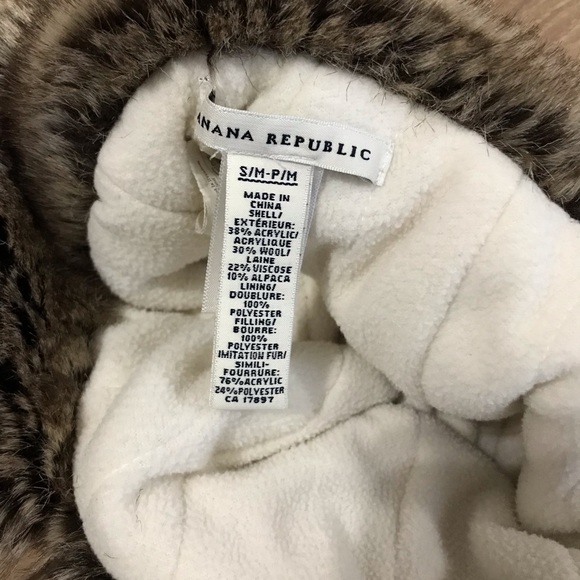 ANANA REPUBLIC
S/M-P/M
MADE IN
CHINA
SHELL/
EXTÉRIEUR:
38% ACRYLIC/
ACRYLIQUE
30% WOOL/
LAINE
22% VISCOSE
10% ALPACA
LINING/
DOUBLURE:
100%
POLYESTER
FILLING/
BOURRE:
100%
POLYESTER
IMITATION FUR/
SIMILI-
FOURRURE:
76%ACRYLIC
24%POLYESTER
CA 17897